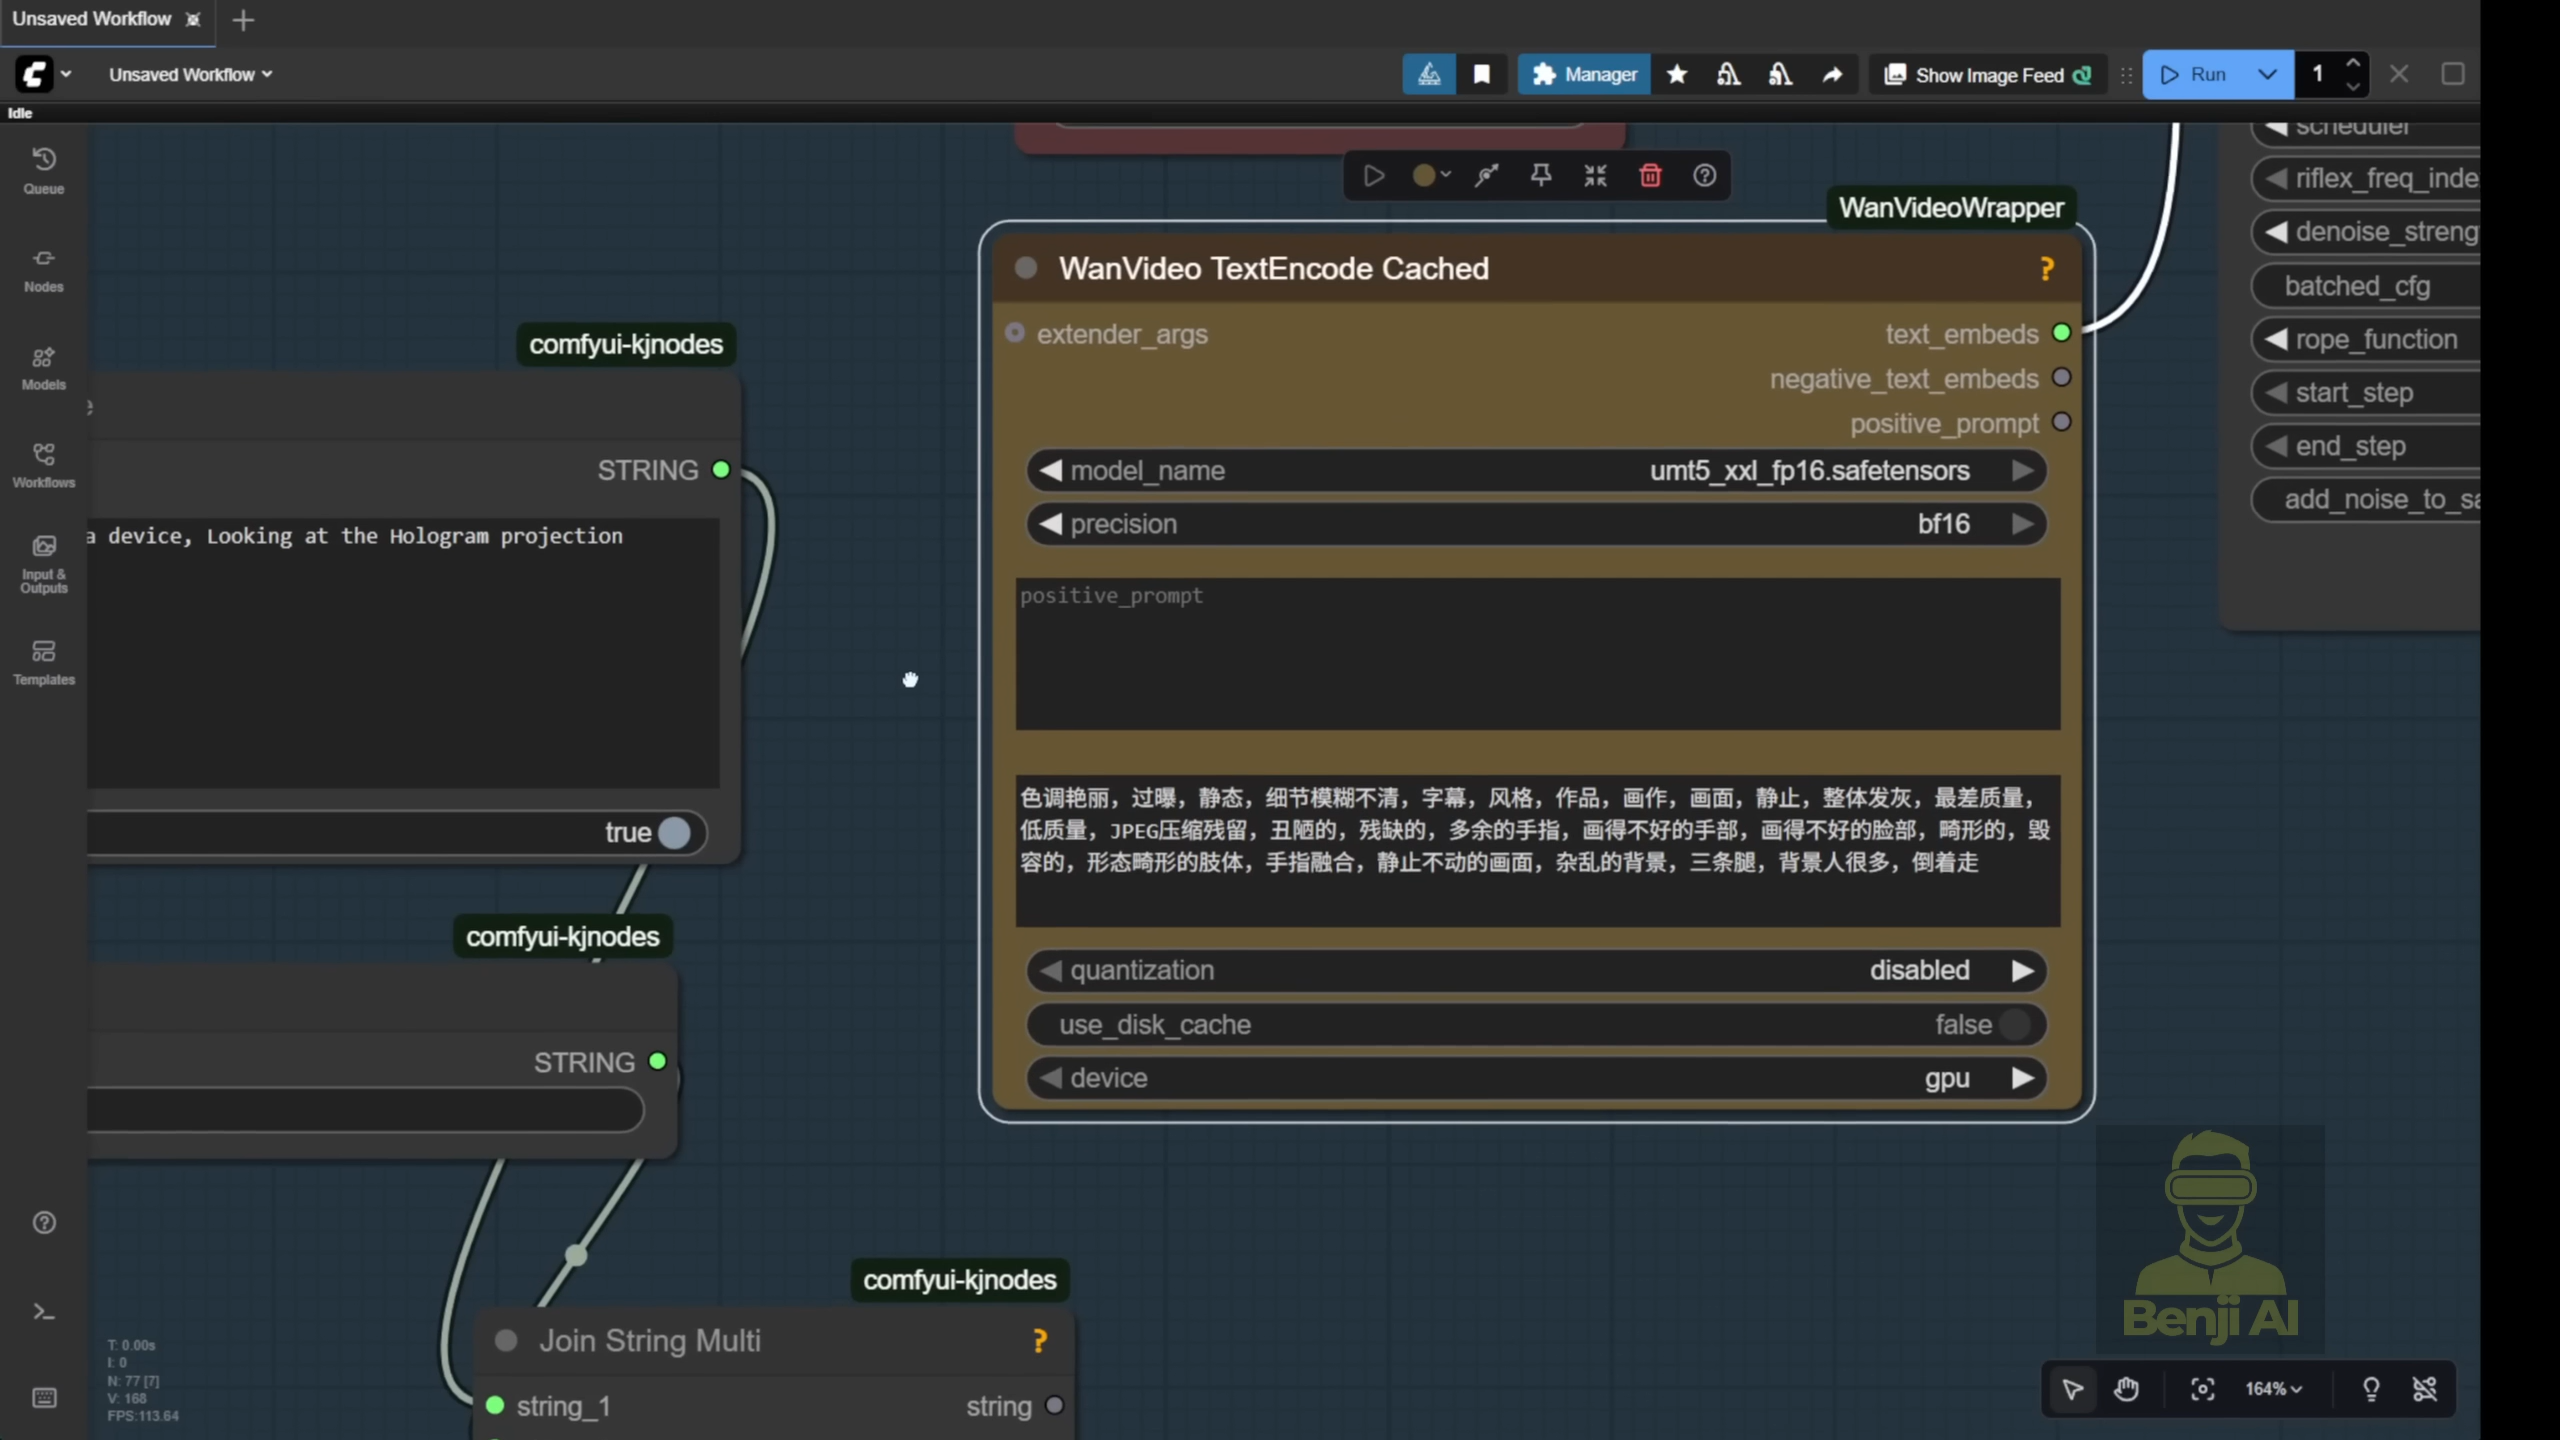 Unsaved Workflow
Unsaved Workflow
Manager
Show Image Feed
Run
1
Idle
Queue
Nodes
Models
Workflows
Input &
Outputs
Templates
scheduler
riflex_freq_inde
denoise_streng
batched_cfg
rope_function
start_step
end_step
add_noise_to_sa
WanVideoWrapper
WanVideo TextEncode Cached
?
extender_args
text_embeds
negative_text_embeds
positive_prompt
model_name umt5_xxl_fp16.safetensors
precision bf16
positive_prompt
色调艳丽，过曝，静态，细节模糊不清，字幕，风格，作品，画作，画面，静止，整体发灰，最差质量，
低质量，JPEG压缩残留，丑陋的，残缺的，多余的手指，画得不好的手部，画得不好的脸部，畸形的，毁
容的，形态畸形的肢体，手指融合，静止不动的画面，杂乱的背景，三条腿，背景人很多，倒着走
quantization disabled
use_disk_cache false
device gpu
comfyui-kjnodes
e
STRING
a device, Looking at the Hologram projection
true
comfyui-kjnodes
STRING
comfyui-kjnodes
Join String Multi ?
string_1 string
T: 0.00s
I: 0
N: 77 [7]
V: 168
FPS:113.64
Benji AI
164%